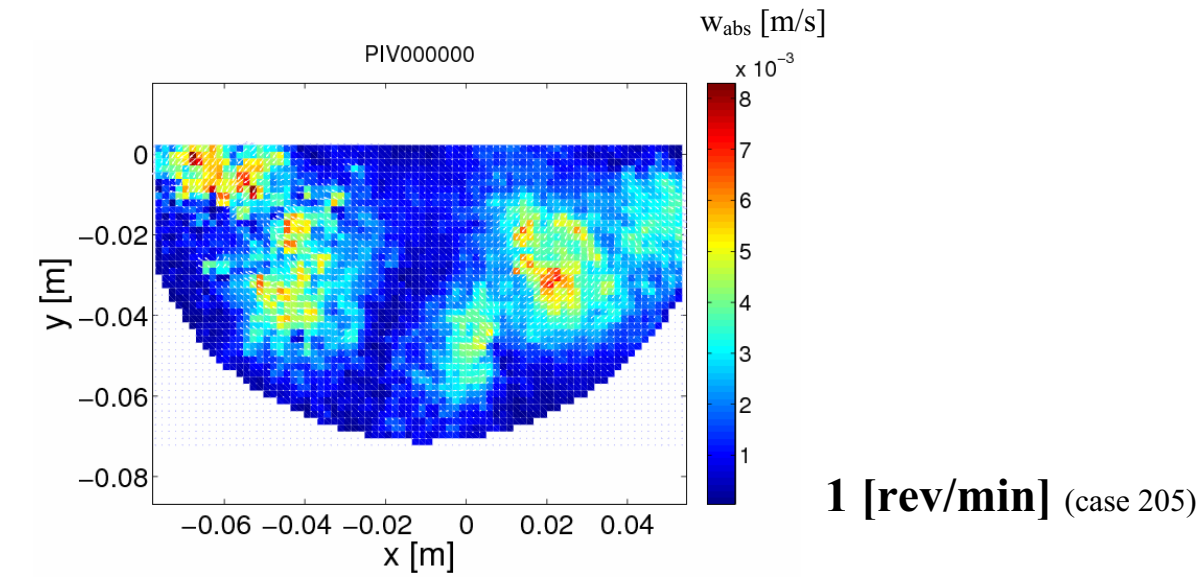 wabs [m/s]
PIV000000
x 10−3
8
7
6
5
4
3
2
1
0
−0.02
−0.04
−0.06
−0.08
y [m]
−0.06 −0.04 −0.02 0 0.02 0.04
x [m]
1 [rev/min] (case 205)